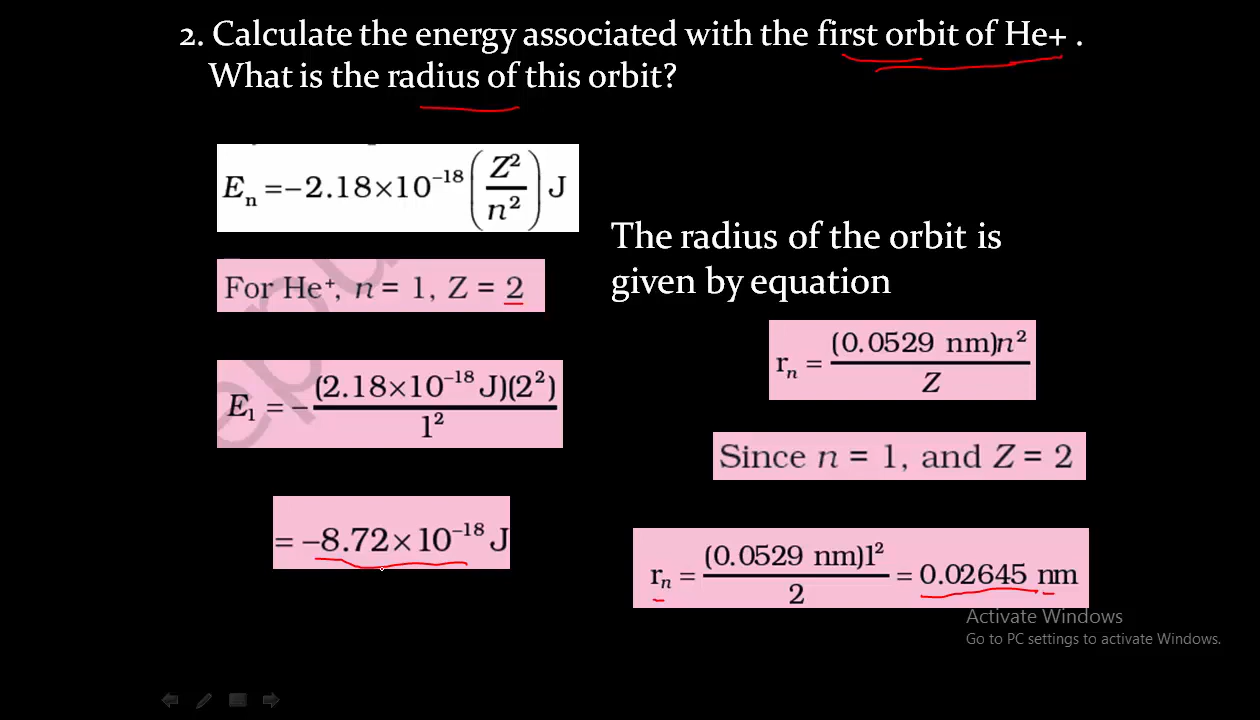 2. Calculate the energy associated with the first orbit of He+ .
What is the radius of this orbit?
Eₙ =−2.18×10⁻¹⁸ (Z²/n²) J
For He⁺, n = 1, Z = 2
E₁ = −(2.18×10⁻¹⁸ J)(2²)/1²
= −8.72×10⁻¹⁸ J
The radius of the orbit is
given by equation
rₙ = (0.0529 nm)n²/Z
Since n = 1, and Z = 2
rₙ = (0.0529 nm)1²/2 = 0.02645 nm
Activate Windows
Go to PC settings to activate Windows.